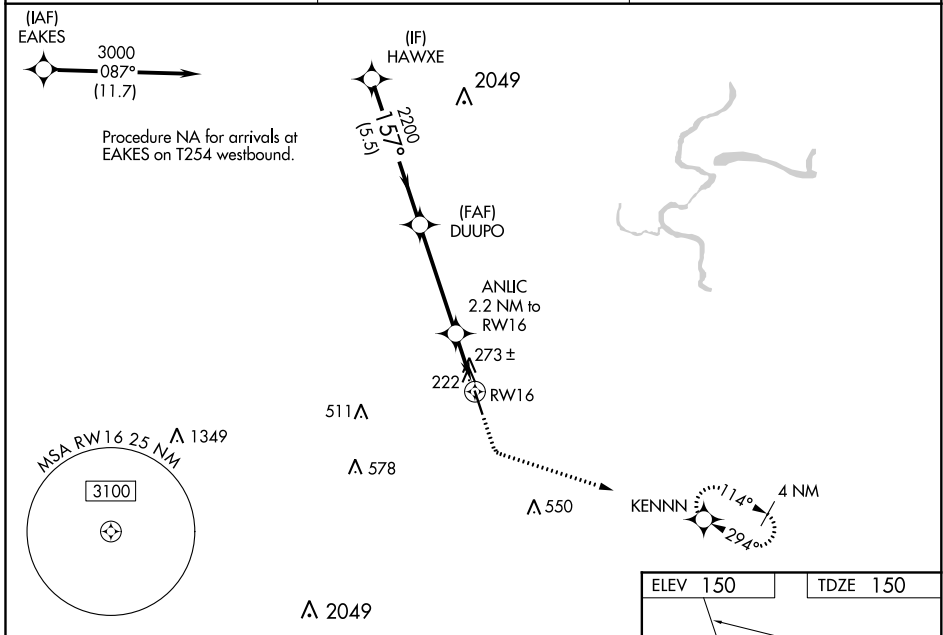 (IAF)
EAKES
3000
087°
(11.7)
Procedure NA for arrivals at
EAKES on T254 westbound.
(IF)
HAWXE
2049
2200
157°
(5.5)
(FAF)
DUUPO
ANLIC
2.2 NM to
RW16
273 ±
222
RW16
511
1349
578
550
MSA RW16 25 NM
3100
KENNN
114°
4 NM
294°
2049
ELEV 150
TDZE 150